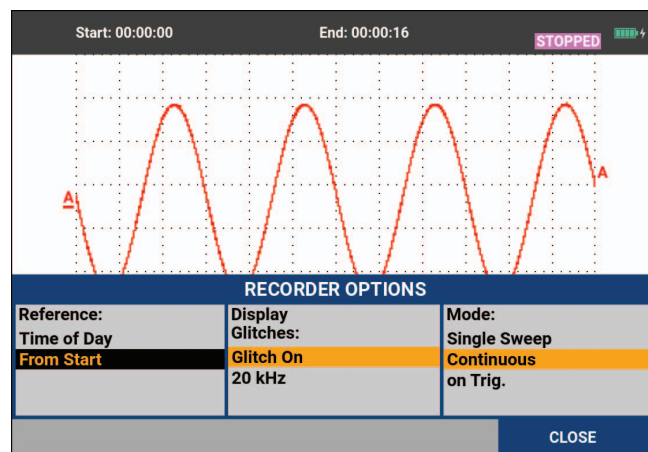 Start: 00:00:00
End: 00:00:16
STOPPED
A
A
RECORDER OPTIONS
Reference:
Time of Day
From Start
Display
Glitches:
Glitch On
20 kHz
Mode:
Single Sweep
Continuous
on Trig.
CLOSE